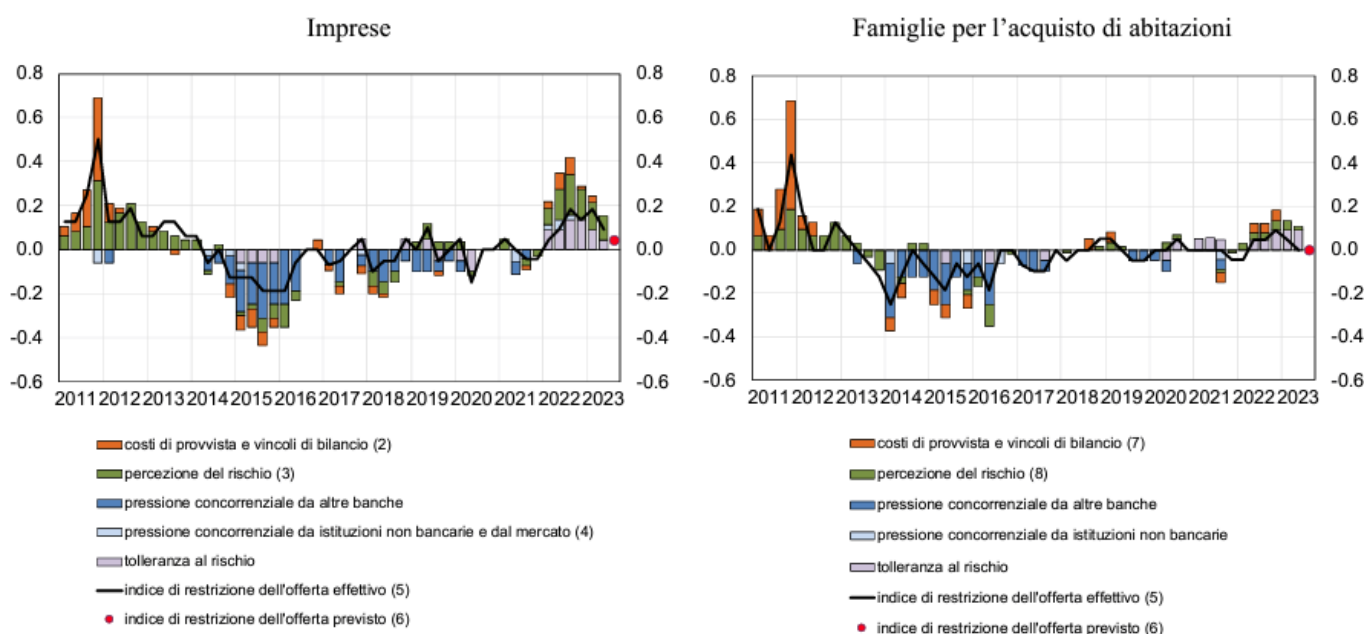 Imprese
0.8
0.6
0.4
0.2
0.0
-0.2
-0.4
-0.6
0.8
0.6
0.4
0.2
0.0
-0.2
-0.4
-0.6
2011 2012 2013 2014 2015 2016 2017 2018 2019 2020 2021 2022 2023
costi di provvista e vincoli di bilancio (2)
percezione del rischio (3)
pressione concorrenziale da altre banche
pressione concorrenziale da istituzioni non bancarie e dal mercato (4)
tolleranza al rischio
indice di restrizione dell'offerta effettivo (5)
indice di restrizione dell'offerta previsto (6)
Famiglie per l’acquisto di abitazioni
0.8
0.6
0.4
0.2
0.0
-0.2
-0.4
-0.6
0.8
0.6
0.4
0.2
0.0
-0.2
-0.4
-0.6
2011 2012 2013 2014 2015 2016 2017 2018 2019 2020 2021 2022 2023
costi di provvista e vincoli di bilancio (7)
percezione del rischio (8)
pressione concorrenziale da altre banche
pressione concorrenziale da istituzioni non bancarie
tolleranza al rischio
indice di restrizione dell'offerta effettivo (5)
indice di restrizione dell'offerta previsto (6)